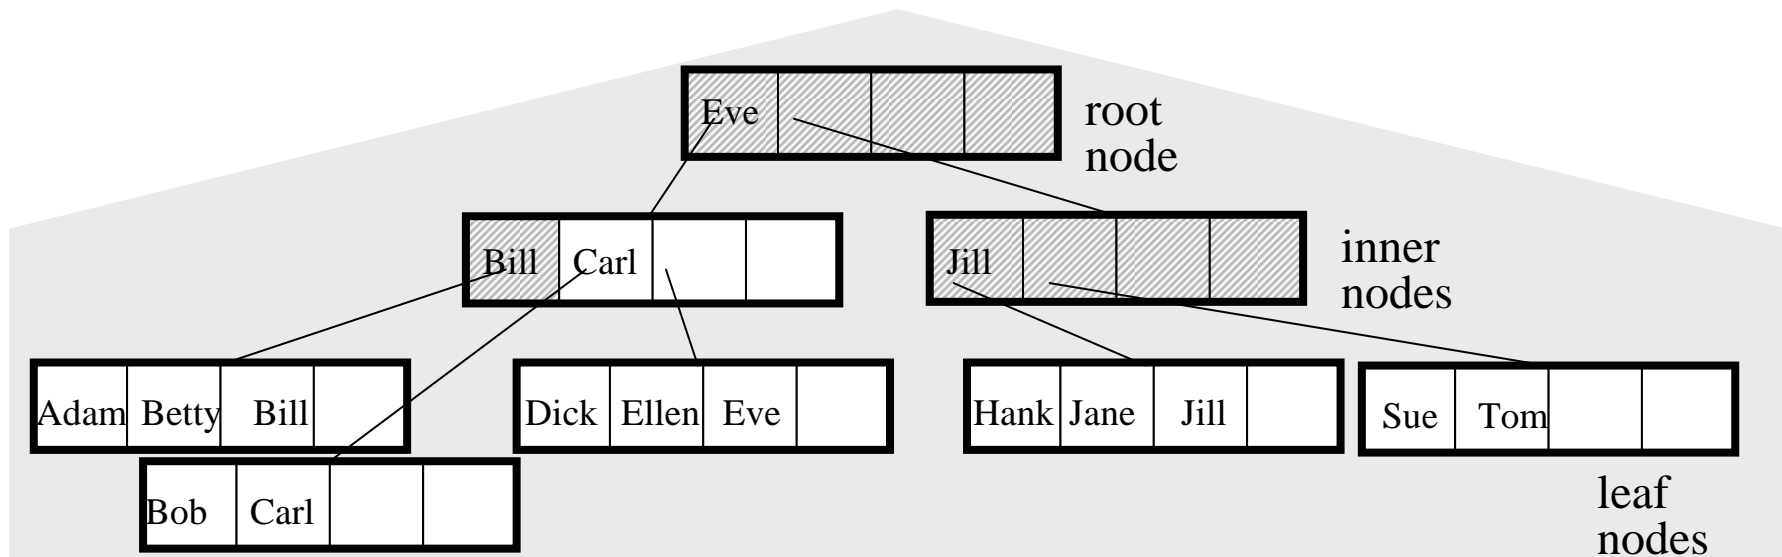 Eve
root
node
Bill Carl
Jill
inner
nodes
Adam Betty Bill
Dick Ellen Eve
Hank Jane Jill
Sue Tom
Bob Carl
leaf
nodes